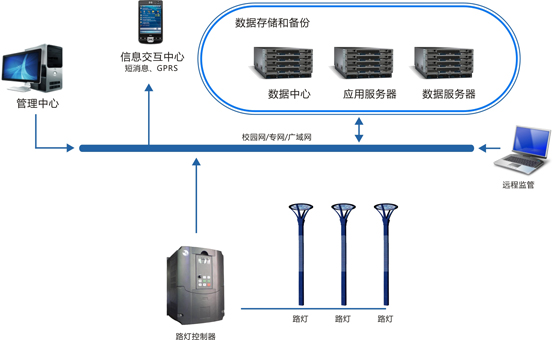 数据存储和备份
信息交互中心
短消息、GPRS
管理中心
数据中心
应用服务器
数据服务器
校园网/专网/广域网
远程监管
路灯
路灯
路灯
路灯控制器